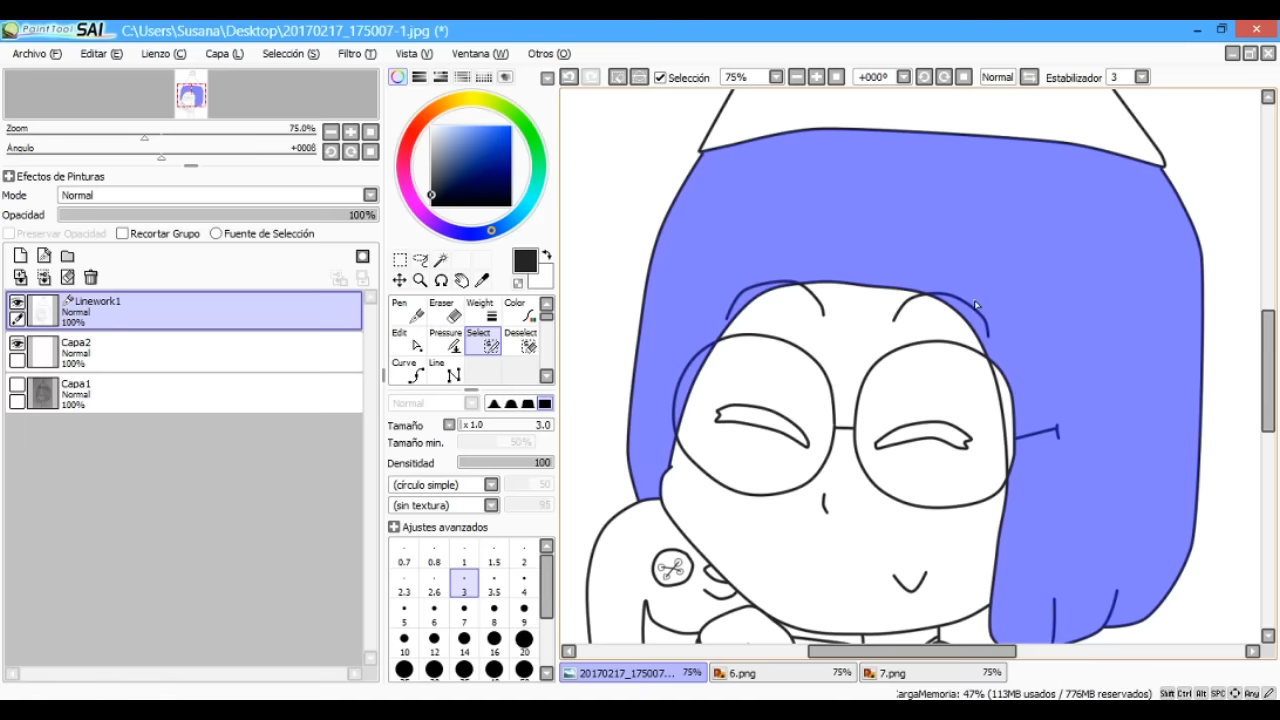 PaintTool SAI C:\Users\Susana\Desktop\20170217_175007-1.jpg (*)
Archivo (F) Editar (E) Lienzo (C) Capa (L) Selección (S) Filtro (T) Vista (V) Ventana (W) Otros (O)
Selección 75% +000º Normal Estabilizador 3
Zoom 75.0%
Ángulo +000ß
Efectos de Pinturas
Mode Normal
Opacidad 100%
Preservar Opacidad Recortar Grupo Fuente de Selección
Linework1
Normal
100%
Capa2
Normal
100%
Capa1
Normal
100%
Pen Eraser Weight Color
Edit Pressure Select Deselect
Curve Line
Normal
Tamaño x 1.0 3.0
Tamaño min. 50%
Densitidad 100
(círculo simple) 50
(sin textura) 95
Ajustes avanzados
0.7 0.8 1 1.5 2
2.3 2.6 3 3.5 4
5 6 7 8 9
10 12 14 16 20
20170217_175007... 75% 6.png 75% 7.png 75%
argaMemoria: 47% (113MB usados / 776MB reservados) Shift Ctrl Alt SPC Any